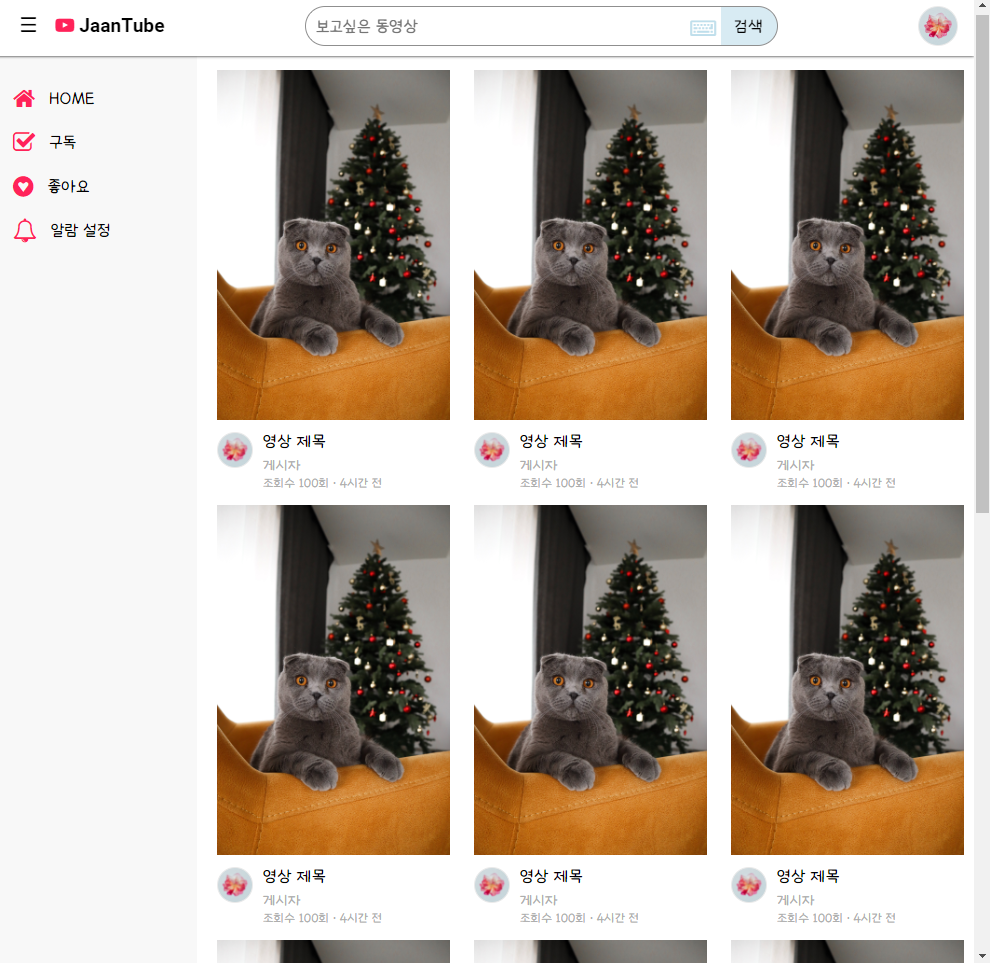 ☰ JaanTube
보고싶은 동영상
검색
HOME
구독
좋아요
알람 설정
영상 제목
게시자
조회수 100회 · 4시간 전
영상 제목
게시자
조회수 100회 · 4시간 전
영상 제목
게시자
조회수 100회 · 4시간 전
영상 제목
게시자
조회수 100회 · 4시간 전
영상 제목
게시자
조회수 100회 · 4시간 전
영상 제목
게시자
조회수 100회 · 4시간 전